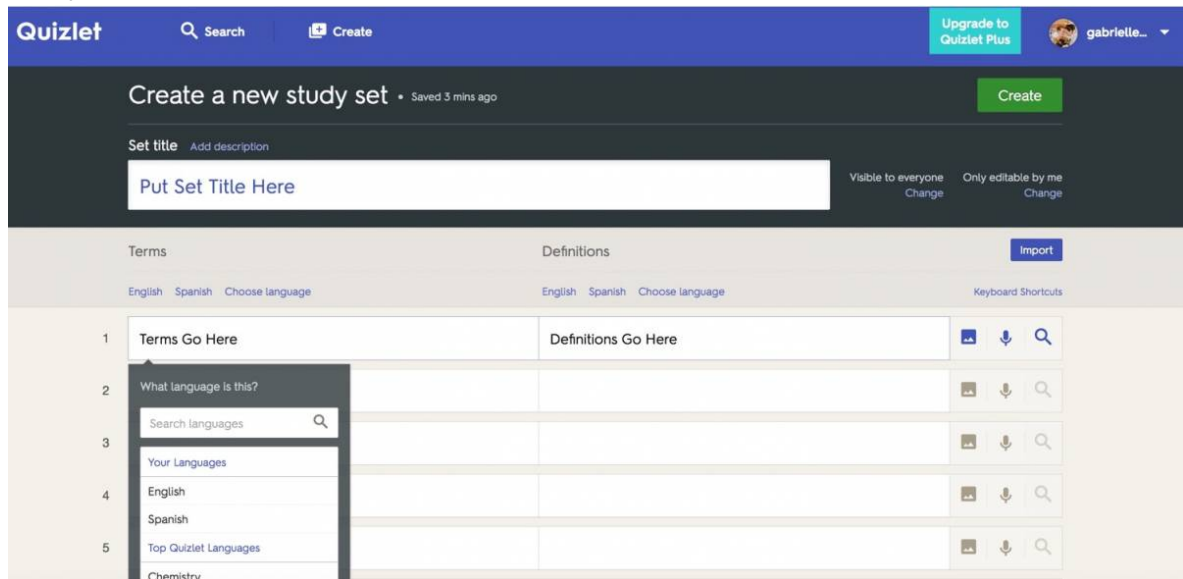 Quizlet Search Create Upgrade to
Quizlet Plus gabrielle...
Create a new study set • Saved 3 mins ago Create
Set title Add description
Put Set Title Here
Visible to everyone Only editable by me
Change Change
Terms Definitions Import
English Spanish Choose language English Spanish Choose language Keyboard Shortcuts
1 Terms Go Here Definitions Go Here
What language is this?
2
Search languages
3
Your Languages
4 English
Spanish
5 Top Quizlet Languages
Chemistry